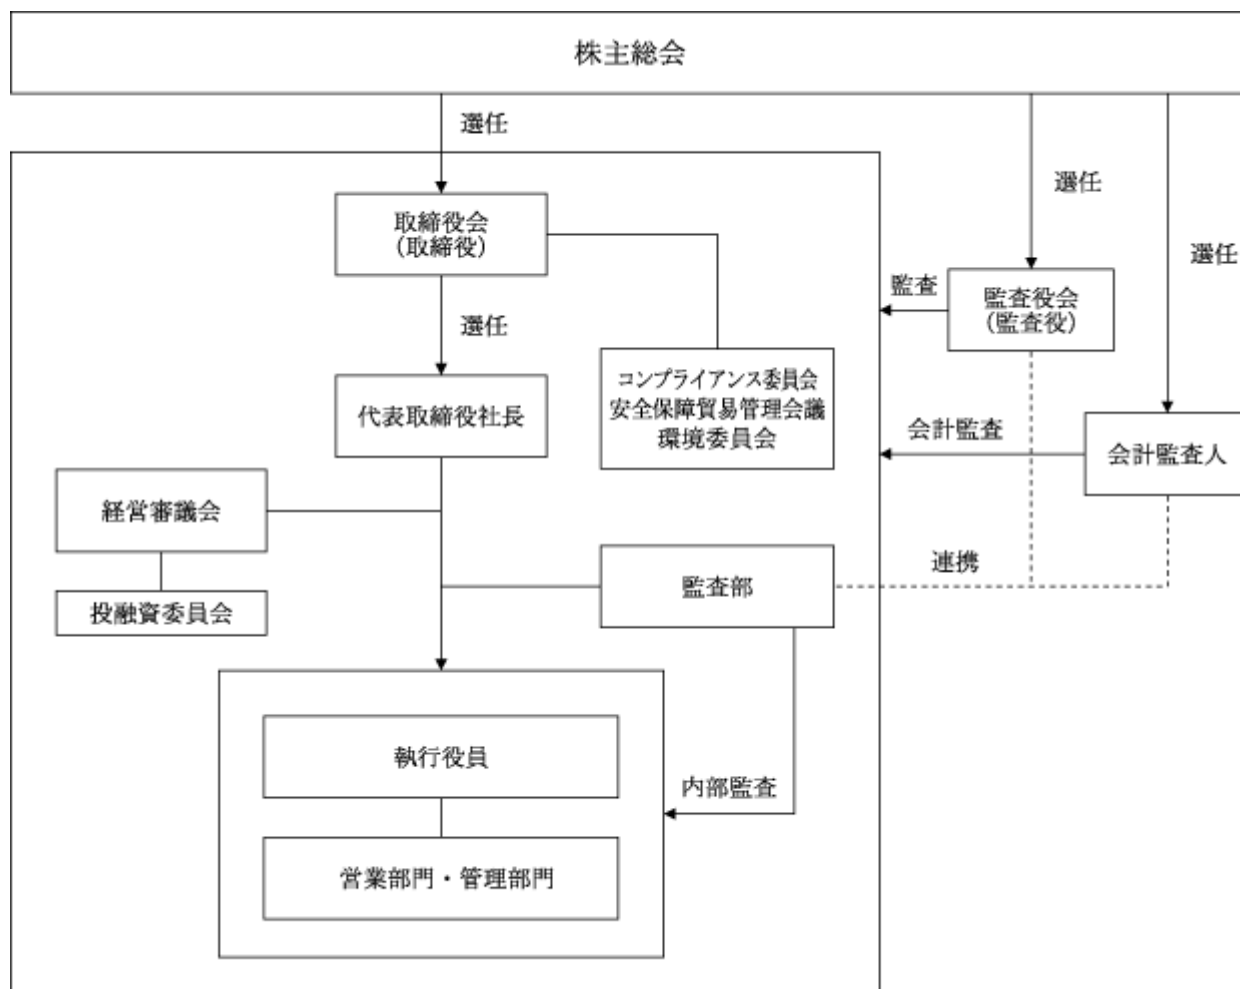 株主総会
選任
選任
選任
取締役会
（取締役）
監査
監査役会
（監査役）
選任
コンプライアンス委員会
安全保障貿易管理会議
環境委員会
代表取締役社長
会計監査
会計監査人
経営審議会
投融資委員会
監査部
連携
執行役員
内部監査
営業部門・管理部門